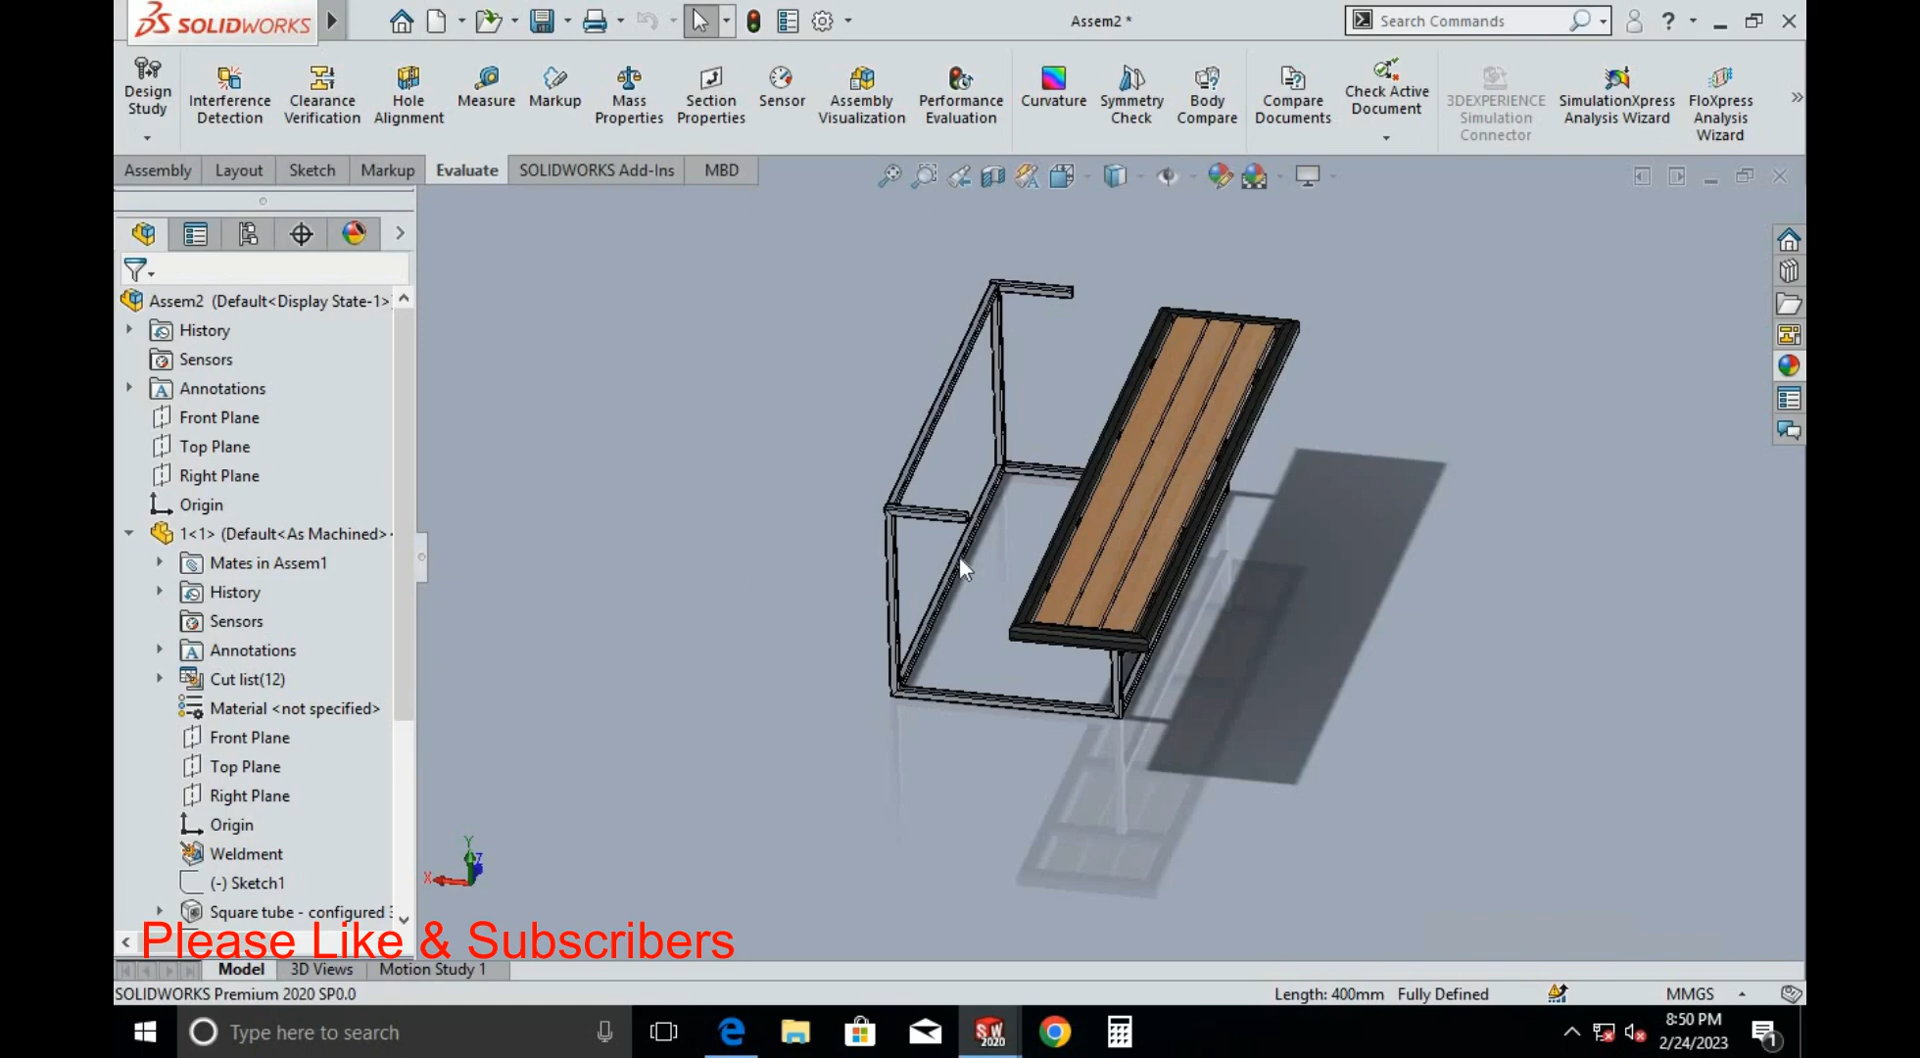 SOLIDWORKS
Assem2 *
Search Commands
?
Design Study
Interference Detection
Clearance Verification
Hole Alignment
Measure
Markup
Mass Properties
Section Properties
Sensor
Assembly Visualization
Performance Evaluation
Curvature
Symmetry Check
Body Compare
Compare Documents
Check Active Document
3DEXPERIENCE Simulation Connector
SimulationXpress Analysis Wizard
FloXpress Analysis Wizard
Assembly
Layout
Sketch
Markup
Evaluate
SOLIDWORKS Add-Ins
MBD
Assem2 (Default<Display State-1>
History
Sensors
Annotations
Front Plane
Top Plane
Right Plane
Origin
1<1> (Default<As Machined>
Mates in Assem1
History
Sensors
Annotations
Cut list(12)
Material <not specified>
Front Plane
Top Plane
Right Plane
Origin
Weldment
(-) Sketch1
Square tube - configured
Please Like & Subscribers
Y
Z
X
Model
3D Views
Motion Study 1
SOLIDWORKS Premium 2020 SP0.0
Length: 400mm
Fully Defined
MMGS
Type here to search
SW
2020
8:50 PM
2/24/2023
1